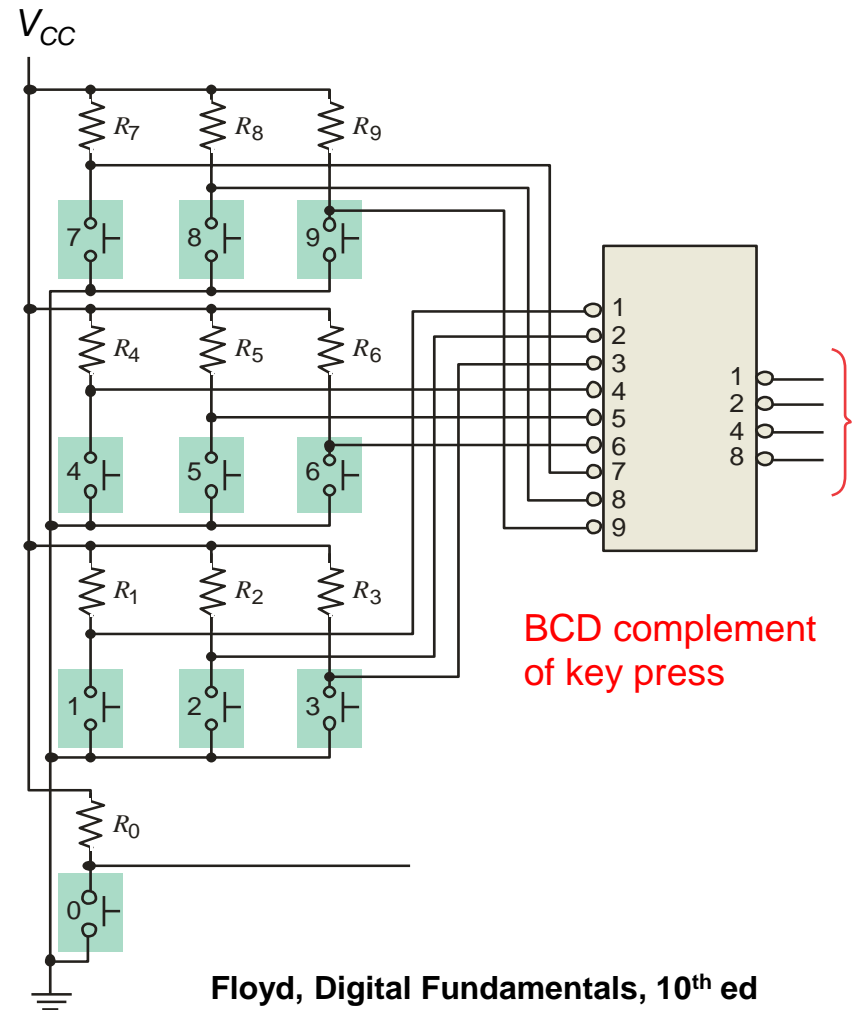 V_CC
R7 R8 R9
7 8 9
R4 R5 R6
4 5 6
R1 R2 R3
1 2 3
R0
0
1
2
3
4
5
6
7
8
9
1
2
4
8
BCD complement
of key press
Floyd, Digital Fundamentals, 10th ed